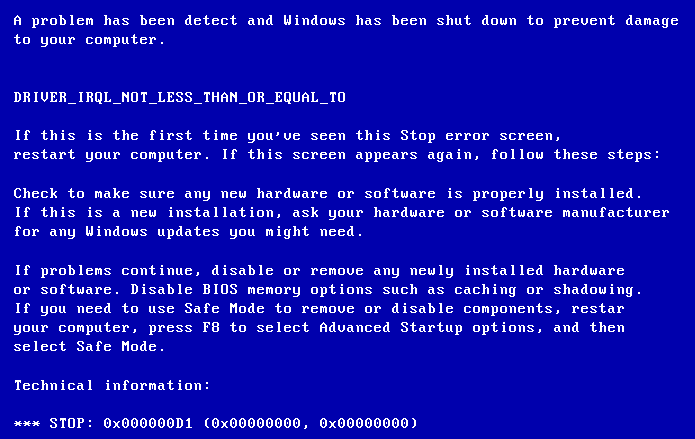 A problem has been detect and Windows has been shut down to prevent damage
to your computer.
DRIVER_IRQL_NOT_LESS_THAN_OR_EQUAL_TO
If this is the first time you've seen this Stop error screen,
restart your computer. If this screen appears again, follow these steps:
Check to make sure any new hardware or software is properly installed.
If this is a new installation, ask your hardware or software manufacturer
for any Windows updates you might need.
If problems continue, disable or remove any newly installed hardware
or software. Disable BIOS memory options such as caching or shadowing.
If you need to use Safe Mode to remove or disable components, restar
your computer, press F8 to select Advanced Startup options, and then
select Safe Mode.
Technical information:
*** STOP: 0x000000D1 (0x00000000, 0x00000000)